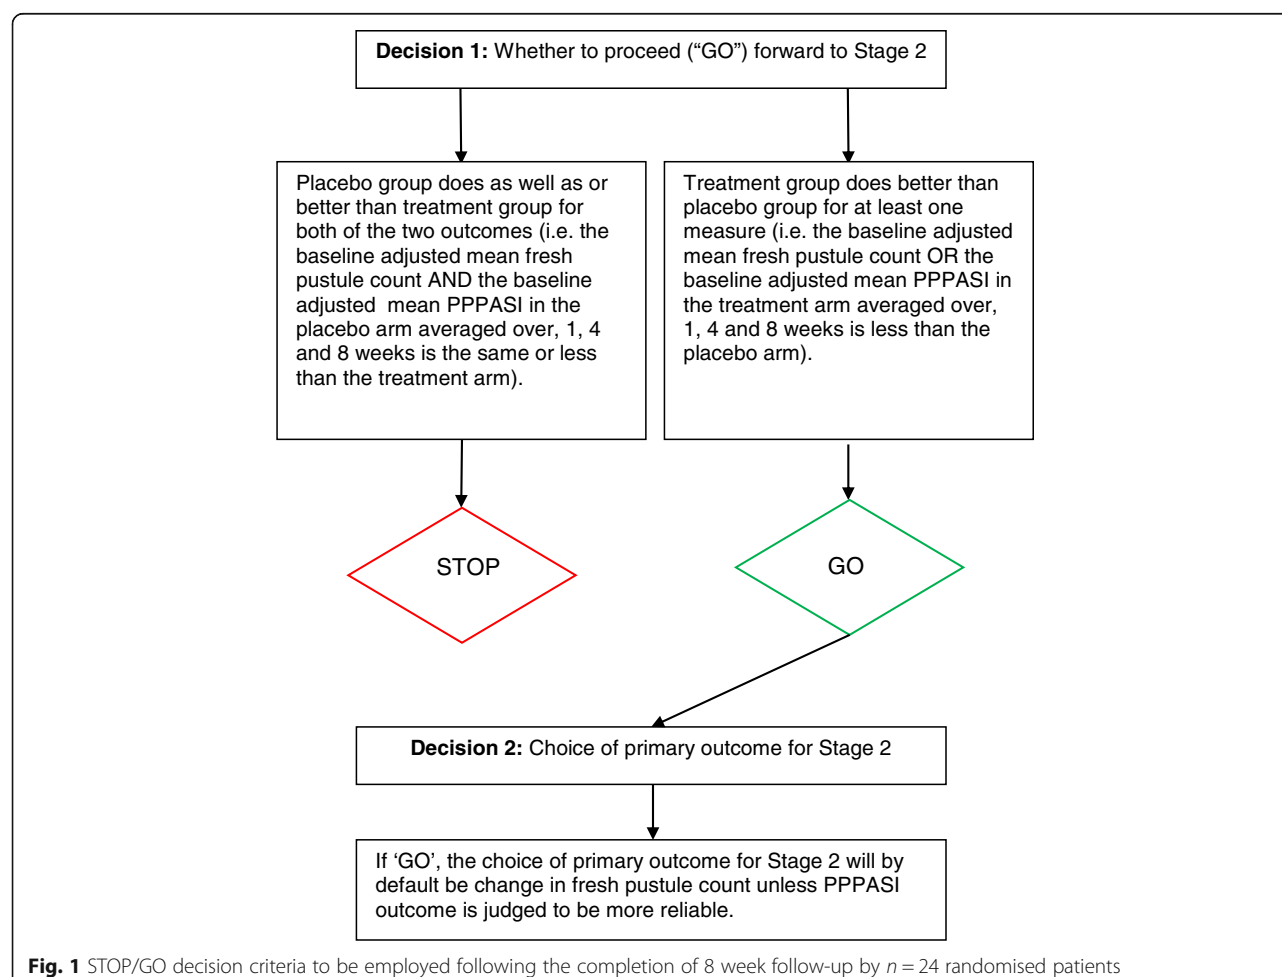 Decision 1: Whether to proceed (“GO”) forward to Stage 2
Placebo group does as well as or
better than treatment group for
both of the two outcomes (i.e. the
baseline adjusted mean fresh
pustule count AND the baseline
adjusted mean PPPASI in the
placebo arm averaged over, 1, 4
and 8 weeks is the same or less
than the treatment arm).
Treatment group does better than
placebo group for at least one
measure (i.e. the baseline adjusted
mean fresh pustule count OR the
baseline adjusted mean PPPASI in
the treatment arm averaged over,
1, 4 and 8 weeks is less than the
placebo arm).
STOP
GO
Decision 2: Choice of primary outcome for Stage 2
If ‘GO’, the choice of primary outcome for Stage 2 will by
default be change in fresh pustule count unless PPPASI
outcome is judged to be more reliable.
Fig. 1 STOP/GO decision criteria to be employed following the completion of 8 week follow-up by n = 24 randomised patients